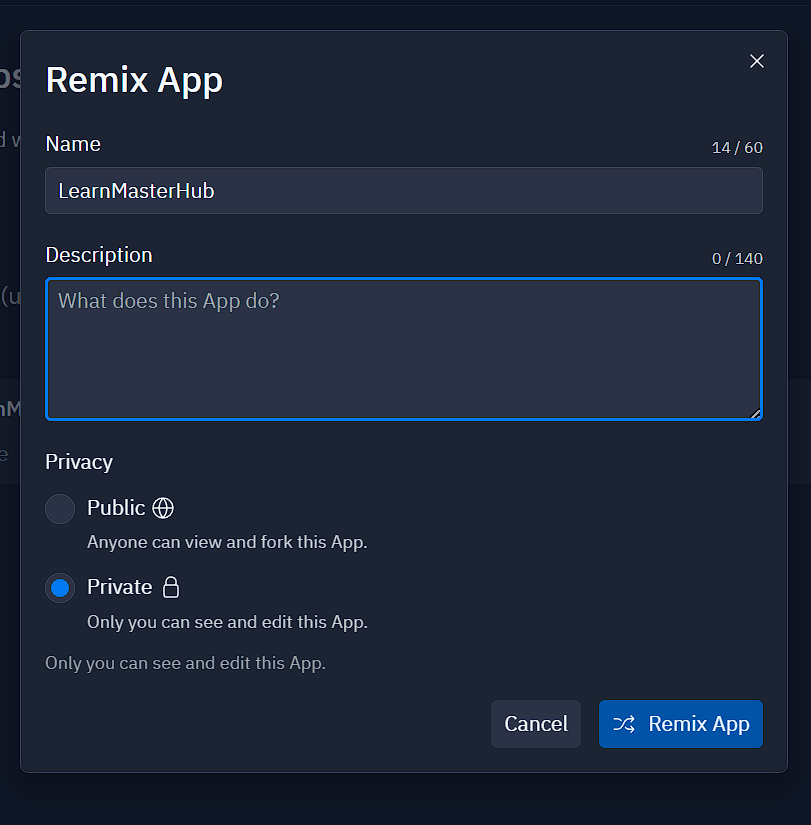 Remix App
Name
14 / 60
LearnMasterHub
Description
0 / 140
What does this App do?
Privacy
Public
Anyone can view and fork this App.
Private
Only you can see and edit this App.
Only you can see and edit this App.
Cancel
Remix App